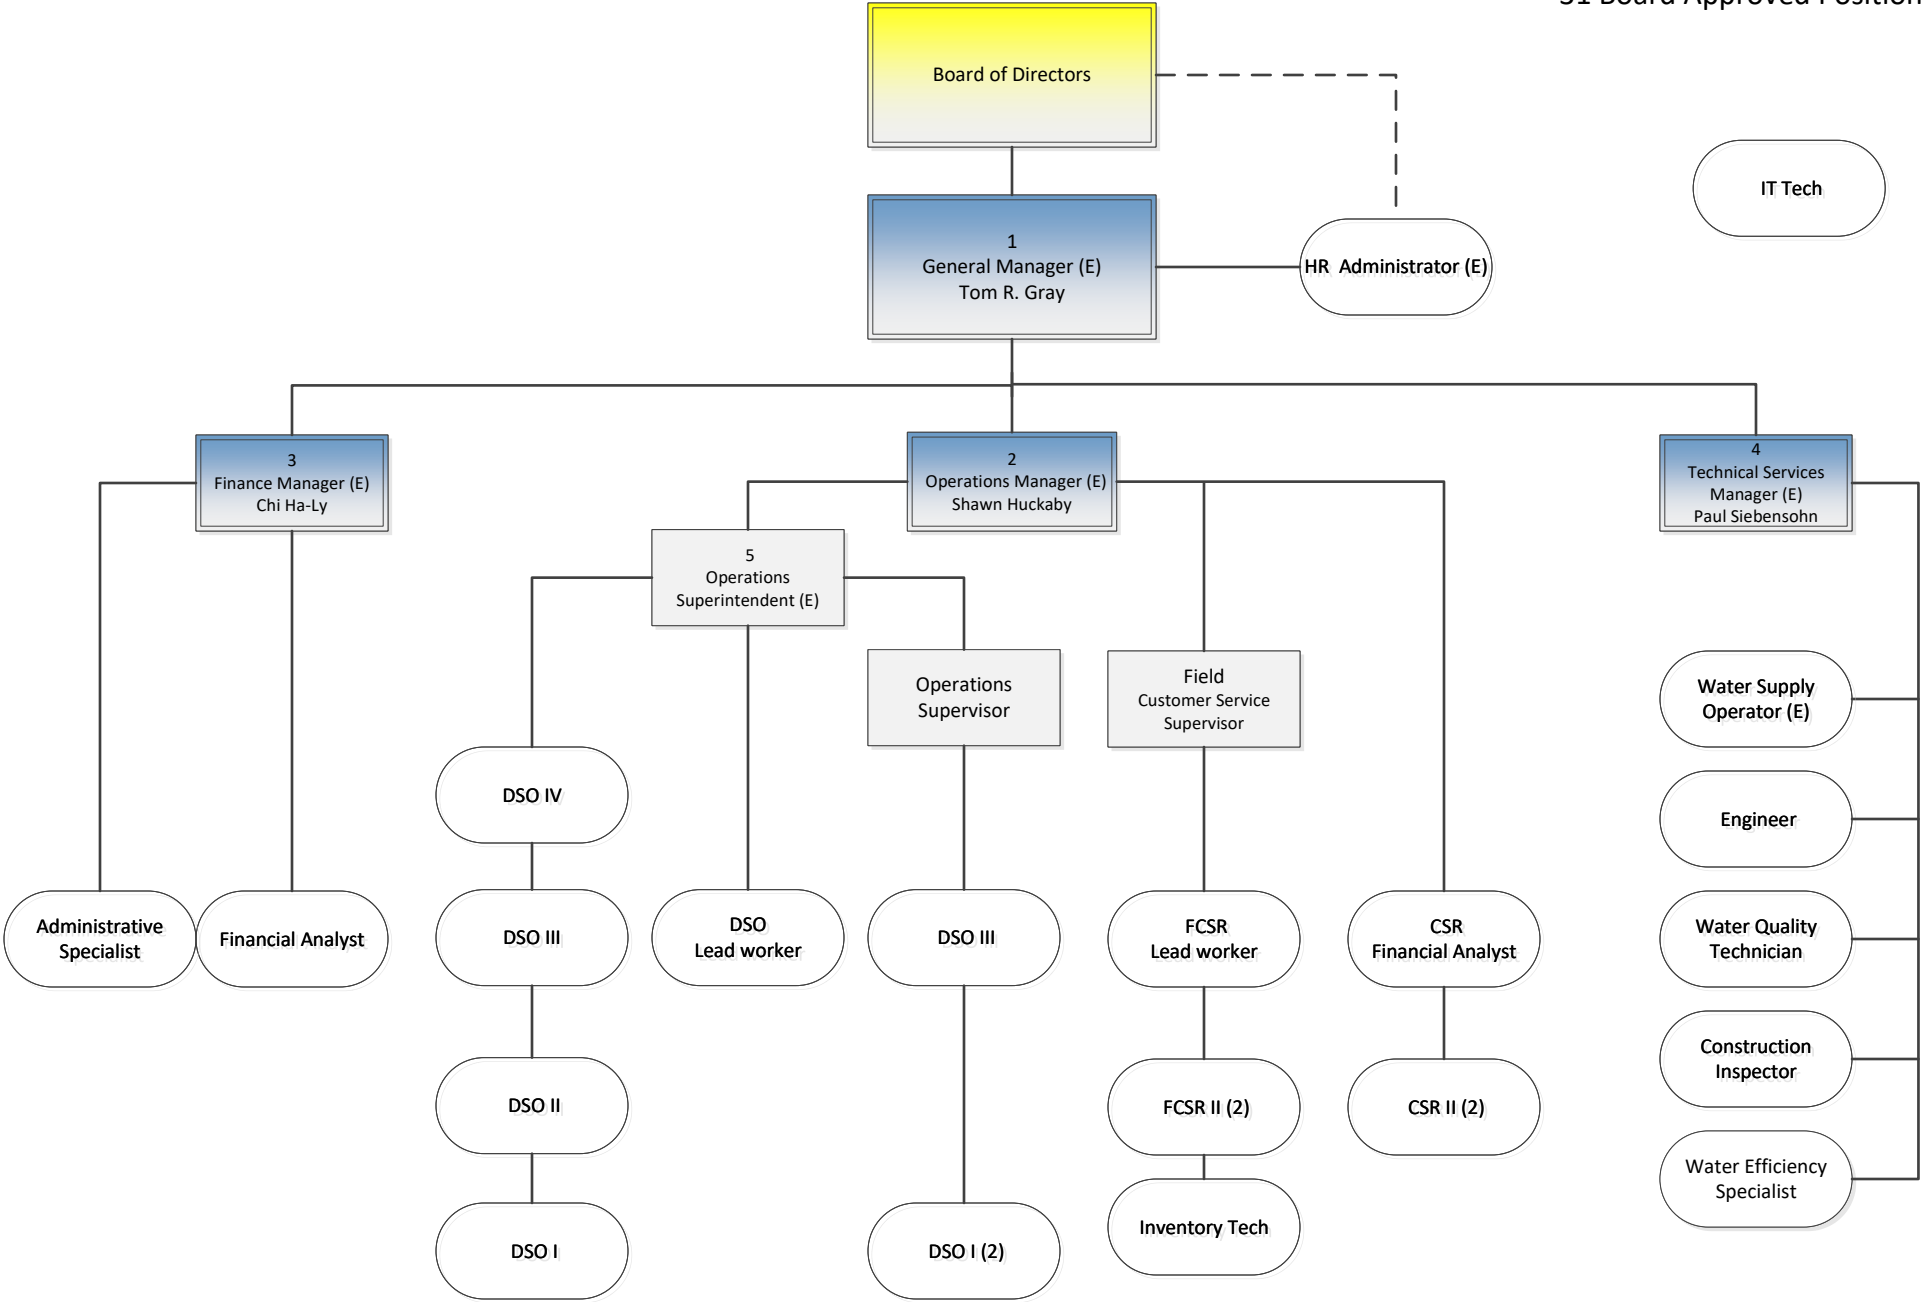 31 Board Approved Position
Board of Directors
IT Tech
1
General Manager (E)
Tom R. Gray
HR  Administrator (E)
3
Finance Manager (E)
Chi Ha-Ly
2
Operations Manager (E)
Shawn Huckaby
4
Technical Services
Manager (E)
Paul Siebensohn
5
Operations
Superintendent (E)
Operations
Supervisor
Field
Customer Service
Supervisor
Water Supply
Operator (E)
DSO IV
Engineer
Administrative
Specialist
Financial Analyst
DSO III
DSO
Lead worker
DSO III
FCSR
Lead worker
CSR
Financial Analyst
Water Quality
Technician
Construction
Inspector
DSO II
FCSR II (2)
CSR II (2)
Water Efficiency
Specialist
DSO I
DSO I (2)
Inventory Tech